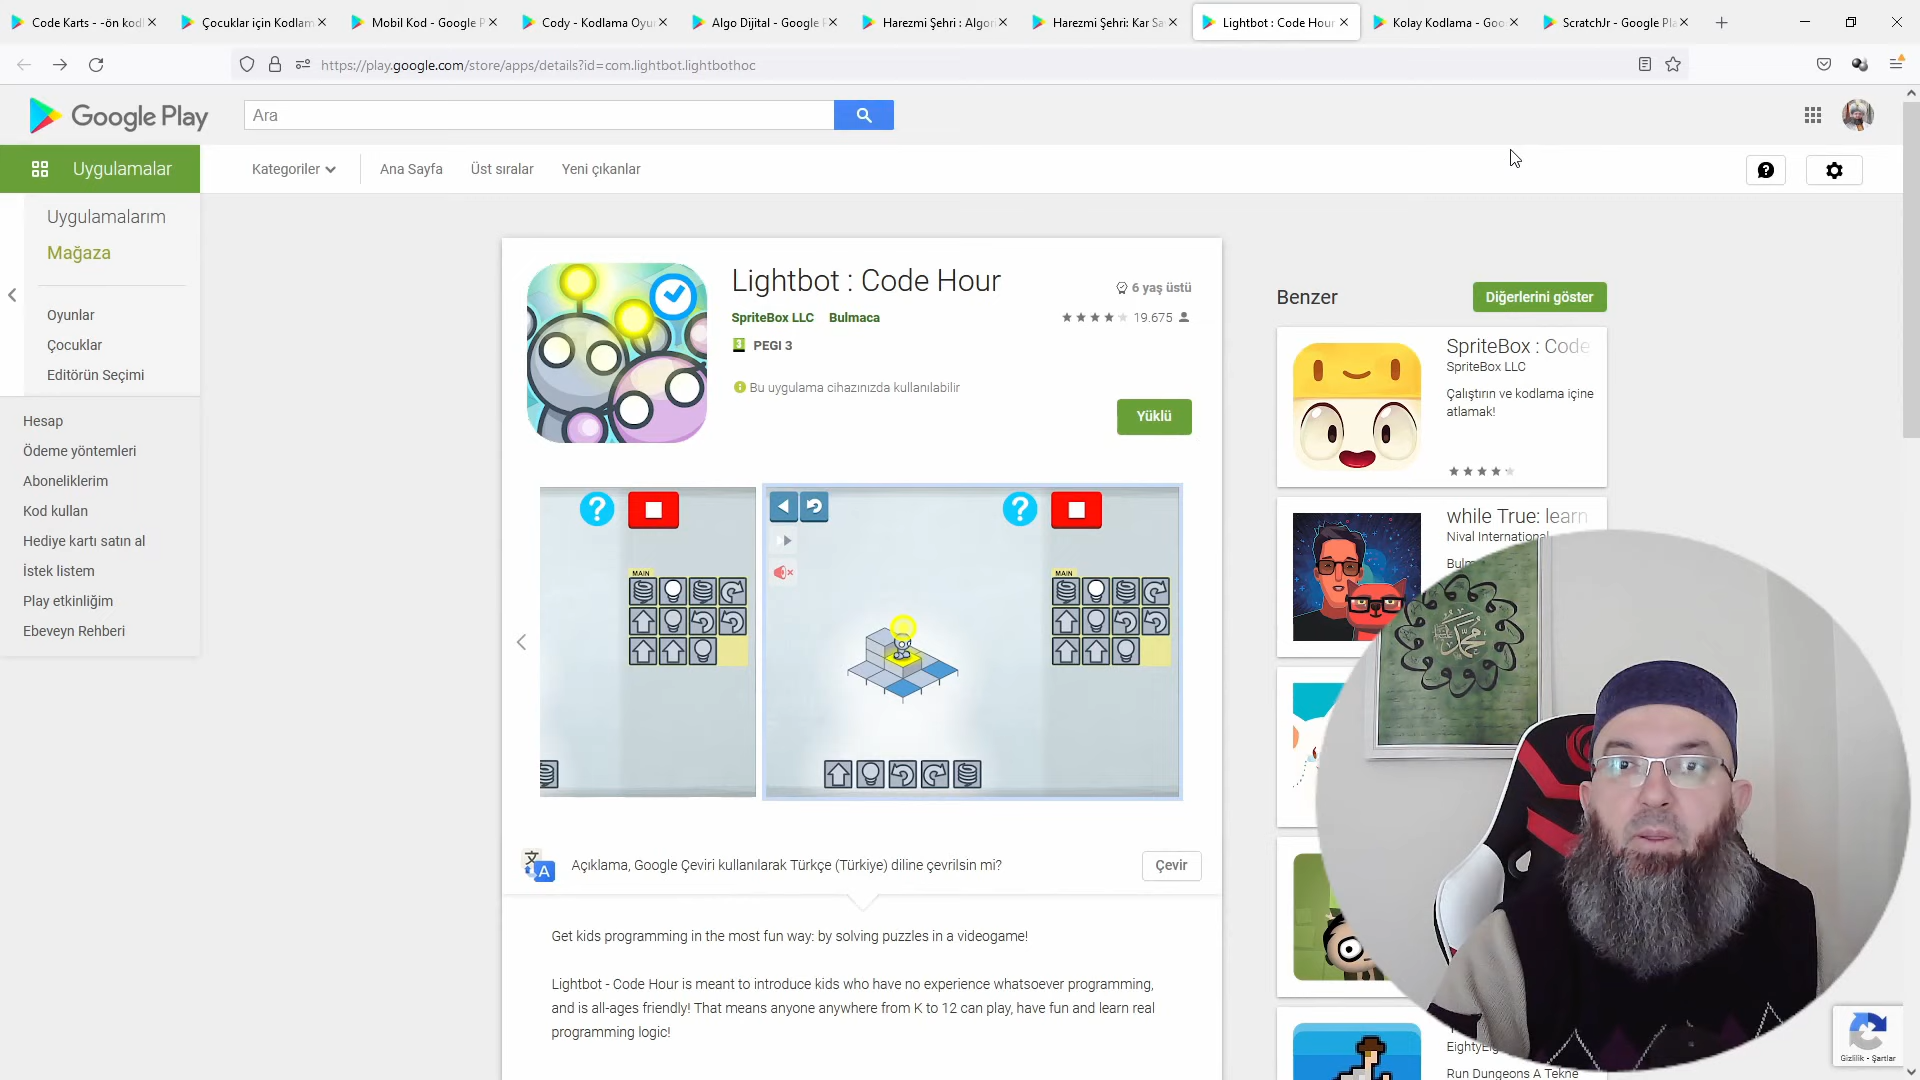 Code Karts - -ön kodl
Çocuklar için Kodlam
Mobil Kod - Google P
Cody - Kodlama Oyu
Algo Dijital - Google P
Harezmi Şehri : Algor
Harezmi Şehri: Kar Sa
Lightbot : Code Hour
Kolay Kodlama - Goo
ScratchJr - Google Pla
https://play.google.com/store/apps/details?id=com.lightbot.lightbothoc
Google Play
Ara
Uygulamalar
Kategoriler
Ana Sayfa
Üst sıralar
Yeni çıkanlar
Uygulamalarım
Mağaza
Oyunlar
Çocuklar
Editörün Seçimi
Hesap
Ödeme yöntemleri
Aboneliklerim
Kod kullan
Hediye kartı satın al
İstek listem
Play etkinliğim
Ebeveyn Rehberi
Lightbot : Code Hour
6 yaş üstü
SpriteBox LLC Bulmaca
19.675
3 PEGI 3
Bu uygulama cihazınızda kullanılabilir
Yüklü
?
MAIN
?
MAIN
Açıklama, Google Çeviri kullanılarak Türkçe (Türkiye) diline çevrilsin mi?
Çevir
Get kids programming in the most fun way: by solving puzzles in a videogame!
Lightbot - Code Hour is meant to introduce kids who have no experience whatsoever programming,
and is all-ages friendly! That means anyone anywhere from K to 12 can play, have fun and learn real
programming logic!
Benzer
Diğerlerini göster
SpriteBox : Code
SpriteBox LLC
Çalıştırın ve kodlama içine
atlamak!
while True: learn
Nival International
Bulm
EightyEig
Run Dungeons A Tekne
Gizlilik - Şartlar
محمد